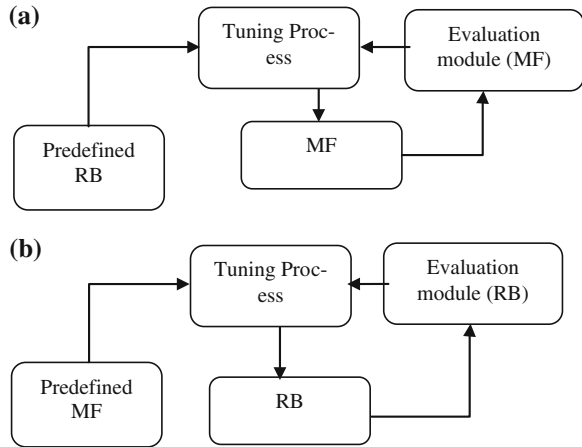 (a)
Tuning Proc-
ess
Evaluation
module (MF)
Predefined
RB
MF
(b)
Tuning Proc-
ess
Evaluation
module (RB)
Predefined
MF
RB